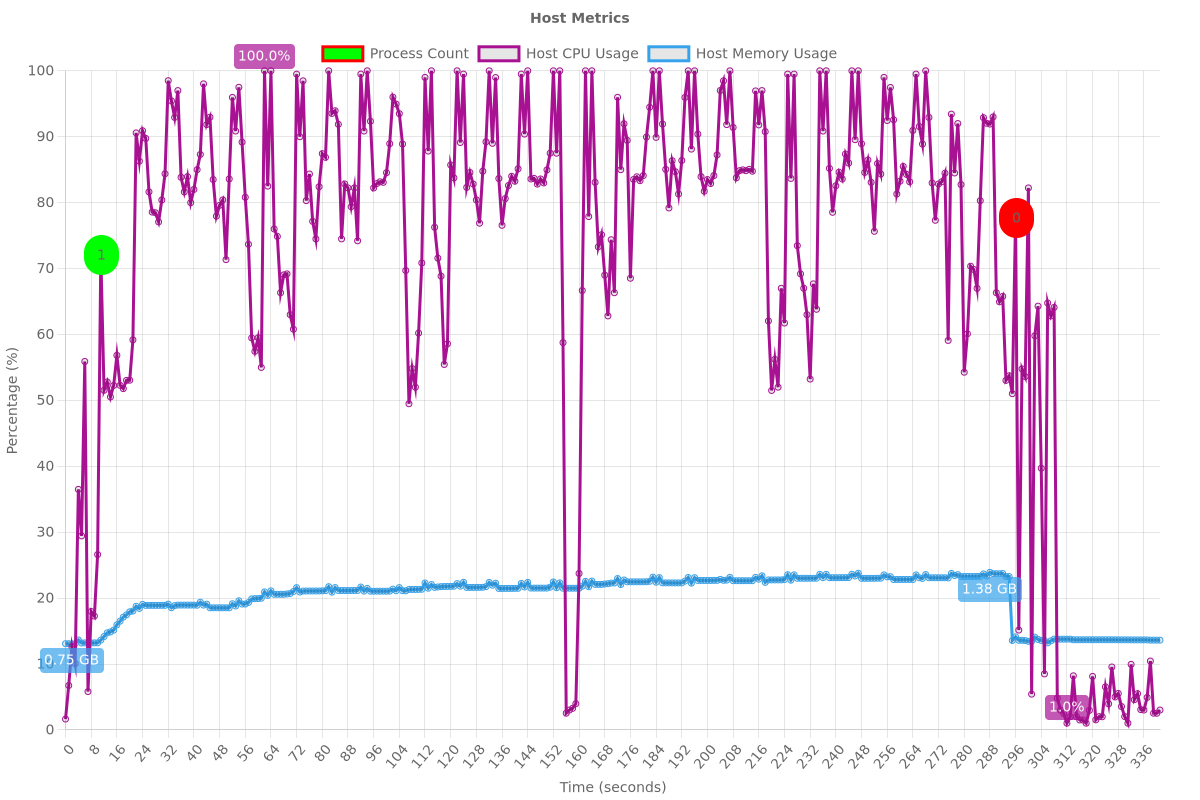 Host Metrics
100.0%
Process Count
Host CPU Usage
Host Memory Usage
100
90
80
70
60
50
40
30
20
10
0
Percentage (%)
1
0
1.38 GB
0.75 GB
1.0%
0 8 16 24 32 40 48 56 64 72 80 88 96 104 112 120 128 136 144 152 160 168 176 184 192 200 208 216 224 232 240 248 256 264 272 280 288 296 304 312 320 328 336
Time (seconds)